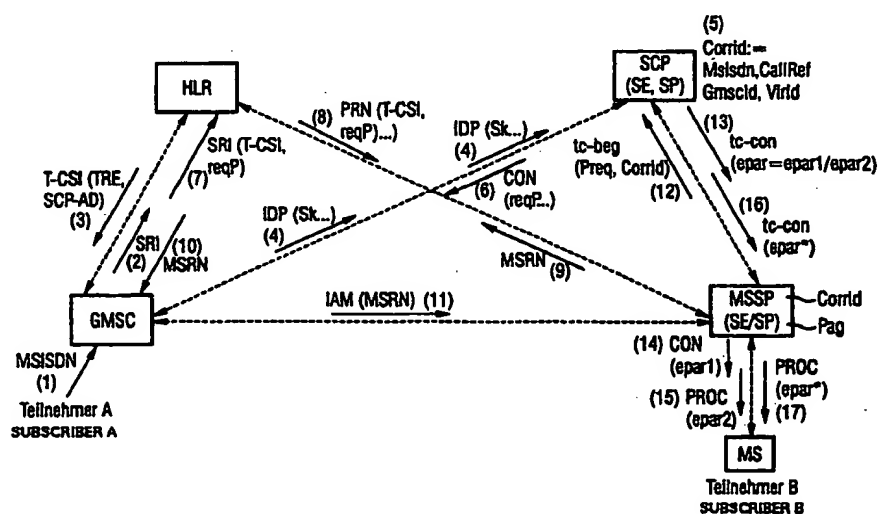 HLR
SCP
(SE, SP)
(5)
Corrid:=
Msisdn,CallRef
Gmscid, Virid
(8)
PRN (T-CSI,
reqP)...)
SRI (T-CSI,
reqP)
(7)
IDP (Sk...)
(4)
tc-beg
(Preq, Corrid)
(12)
(13)
tc-con
(epar=epar1/epar2)
(6)
CON
(reqP...)
T-CSI (TRE,
SCP-AD)
(3)
IDP (Sk...)
(4)
(16)
tc-con
(epar*)
SRI
(2)
(10)
MSRN
MSRN
(9)
GMSC
IAM (MSRN) (11)
MSSP
(SE/SP)
Corrid
Pag
MSISDN
(1)
Teilnehmer A
SUBSCRIBER A
(14) CON
(epar1)
(15) PROC
(epar2)
PROC
(epar*)
(17)
MS
Teilnehmer B
SUBSCRIBER B